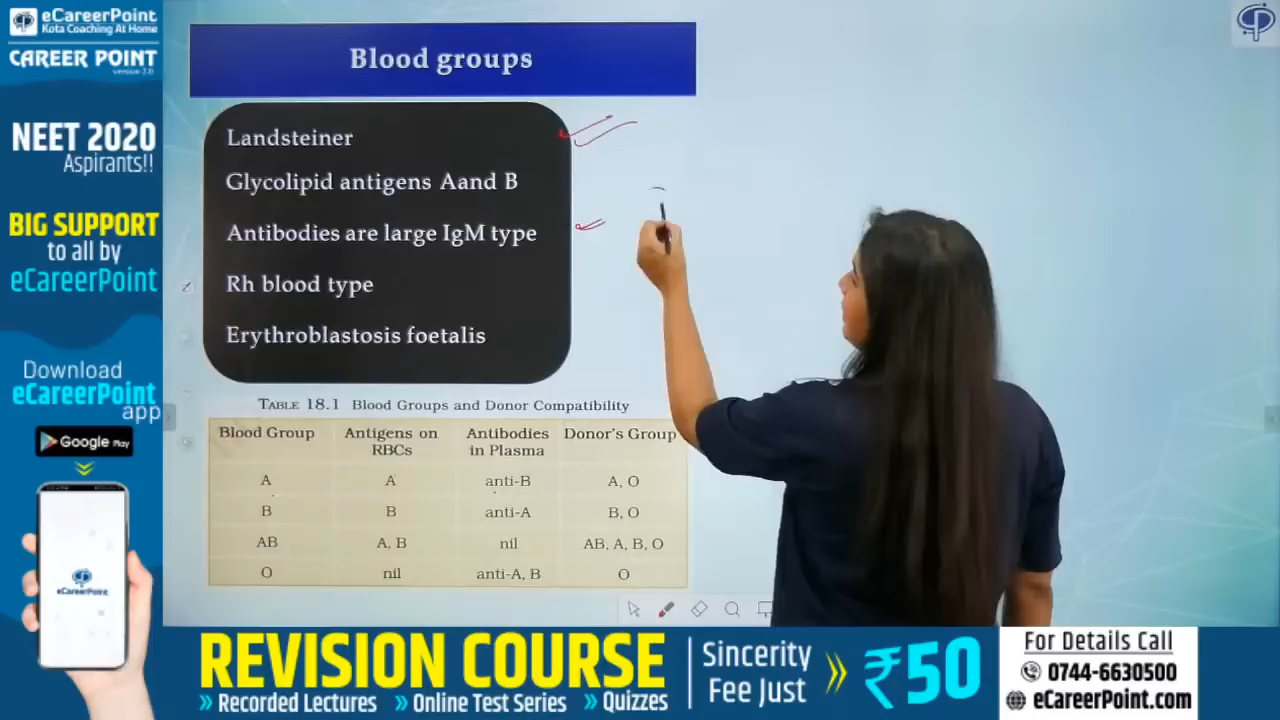 eCareerPoint
Kota Coaching At Home
CAREER POINT
version 2.0
NEET 2020
Aspirants!!
BIG SUPPORT
to all by
eCareerPoint
Download
eCareerPoint
app
Google Play
eCareerPoint
Blood groups
Landsteiner
Glycolipid antigens Aand B
Antibodies are large IgM type
Rh blood type
Erythroblastosis foetalis
TABLE 18.1 Blood Groups and Donor Compatibility
Blood Group Antigens on RBCs Antibodies in Plasma Donor's Group
A A anti-B A, O
B B anti-A B, O
AB A, B nil AB, A, B, O
O nil anti-A, B O
REVISION COURSE
» Recorded Lectures » Online Test Series » Quizzes
Sincerity
Fee Just
» ₹50
For Details Call
0744-6630500
eCareerPoint.com